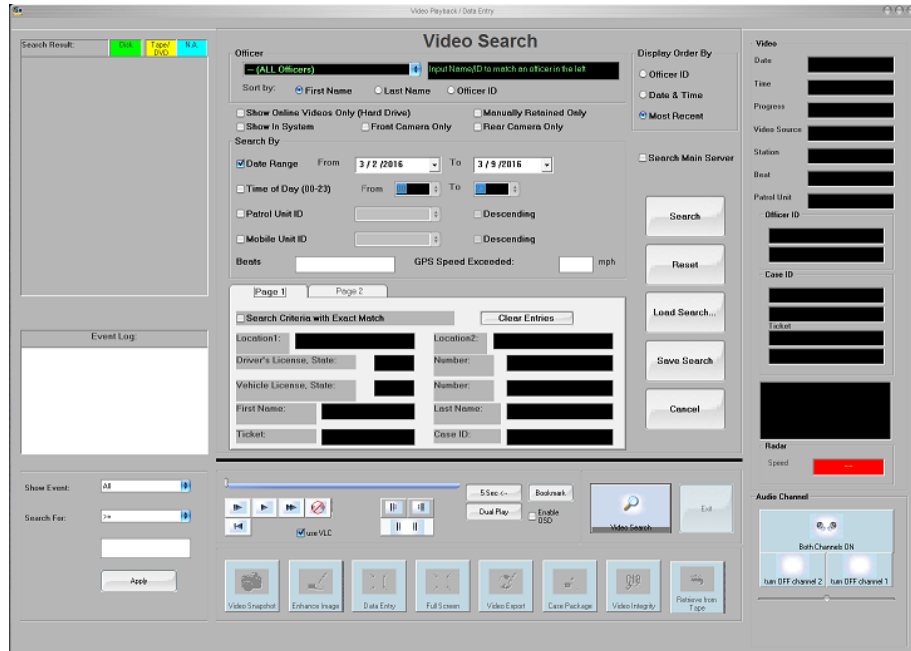 Video Playback / Data Entry
Search Result:
Disk
Tape/ DVD
N.A.
Video Search
Officer
-- (ALL Officers)
Input Name/ID to match an officer in the left
Sort by:
First Name
Last Name
Officer ID
Display Order By
Officer ID
Date & Time
Most Recent
Show Online Videos Only (Hard Drive)
Manually Retained Only
Show In System
Front Camera Only
Rear Camera Only
Search By
Date Range
From
3 / 2 /2016
To
3 / 9 /2016
Search Main Server
Time of Day (00-23)
From
To
Patrol Unit ID
Descending
Mobile Unit ID
Descending
Beats
GPS Speed Exceeded:
mph
Search
Reset
Load Search...
Save Search
Cancel
Page 1
Page 2
Search Criteria with Exact Match
Clear Entries
Location1:
Location2:
Driver's License, State:
Number:
Vehicle License, State:
Number:
First Name:
Last Name:
Ticket:
Case ID:
Event Log:
Show Event:
All
Search For:
>=
Apply
5 Sec <-
Bookmark
Dual Play
Enable OSD
use VLC
Video Search
Exit
Video Snapshot
Enhance Image
Data Entry
Full Screen
Video Export
Case Package
Video Integrity
Retrieve from Tape
Video
Date
Time
Progress
Video Source
Station
Beat
Patrol Unit
Officer ID
Case ID
Ticket
Radar
Speed
--
Audio Channel
Both Channels ON
turn OFF channel 2
turn OFF channel 1